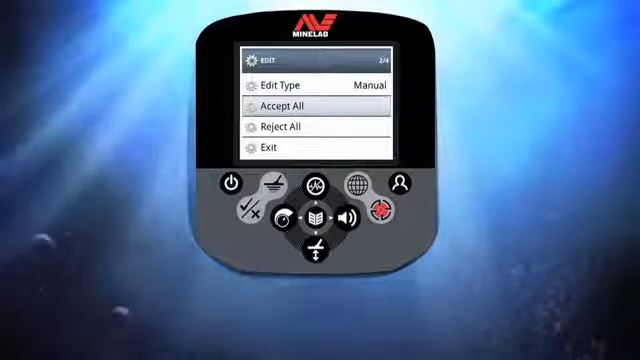 MINELAB
EDIT 2/4
Edit Type Manual
Accept All
Reject All
Exit